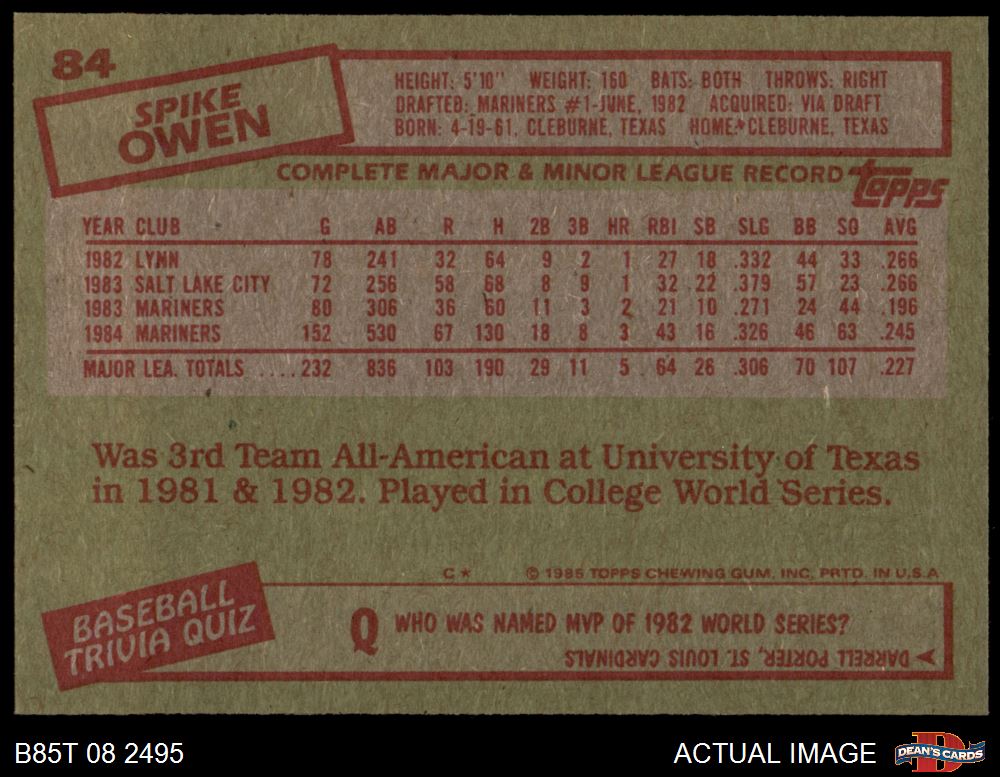 84
SPIKE
OWEN
HEIGHT: 5'10" WEIGHT: 160 BATS: BOTH THROWS: RIGHT
DRAFTED: MARINERS #1-JUNE, 1982 ACQUIRED: VIA DRAFT
BORN: 4-19-61, CLEBURNE, TEXAS HOME: CLEBURNE, TEXAS
COMPLETE MAJOR & MINOR LEAGUE RECORD topps
YEAR CLUB G AB R H 2B 3B HR RBI SB SLG BB SO AVG
1982 LYNN 78 241 32 64 9 2 1 27 18 .332 44 33 .266
1983 SALT LAKE CITY 72 256 58 68 8 9 1 32 22 .379 57 23 .266
1983 MARINERS 80 306 36 60 11 3 2 21 10 .271 24 44 .196
1984 MARINERS 152 530 67 130 18 8 3 43 16 .326 46 63 .245
MAJOR LEA. TOTALS ....232 836 103 190 29 11 5 64 26 .306 70 107 .227
Was 3rd Team All-American at University of Texas
in 1981 & 1982. Played in College World Series.
C* © 1985 TOPPS CHEWING GUM, INC. PRTD. IN U.S.A
BASEBALL
TRIVIA QUIZ
Q WHO WAS NAMED MVP OF 1982 WORLD SERIES?
DARRELL PORTER, ST. LOUIS CARDINALS
B85T 08 2495 ACTUAL IMAGE DEAN'S CARDS